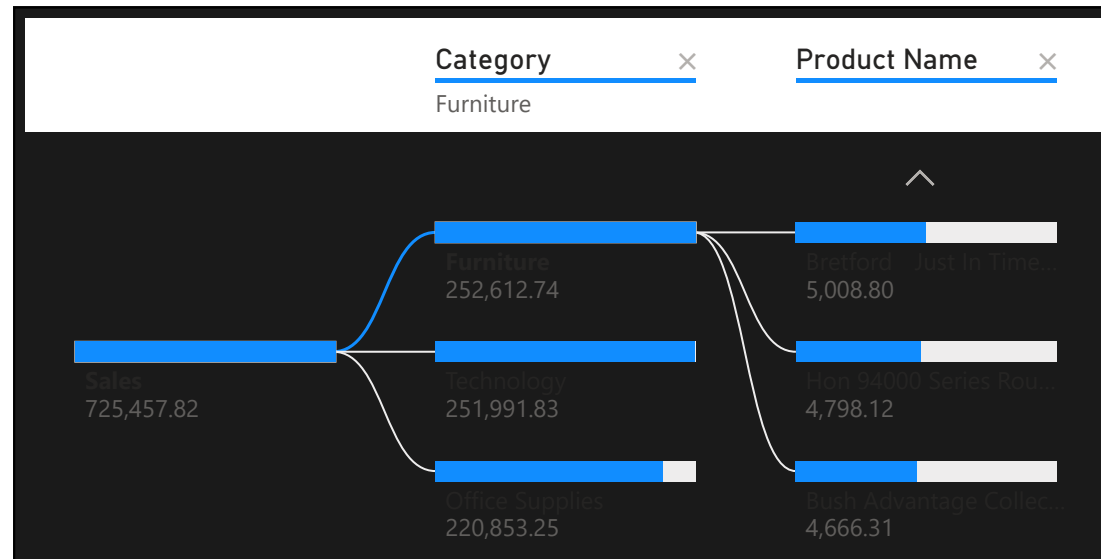 Category
Product Name
Furniture
Furniture
252,612.74
Bretford Just In Time...
5,008.80
Sales
725,457.82
Technology
251,991.83
Hon 94000 Series Rou...
4,798.12
Office Supplies
220,853.25
Bush Advantage Collec...
4,666.31